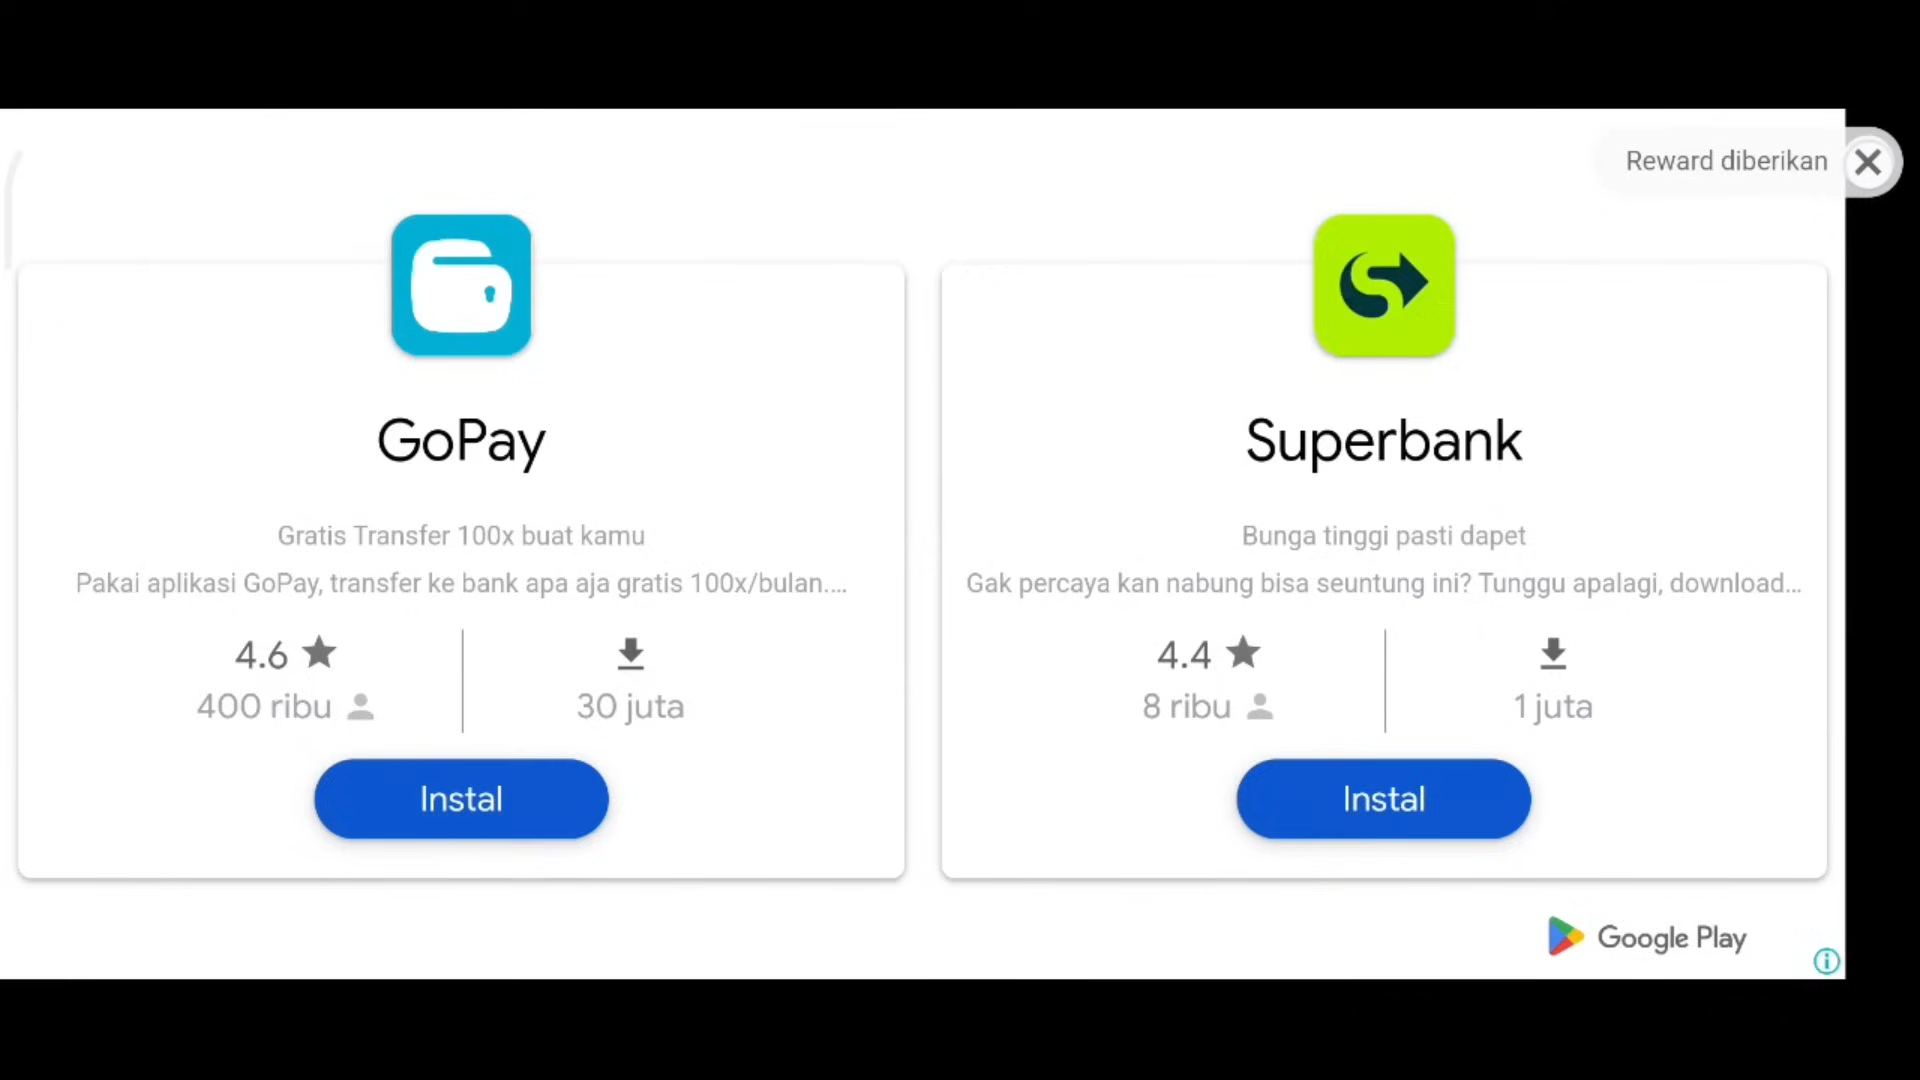 Reward diberikan
GoPay
Gratis Transfer 100x buat kamu
Pakai aplikasi GoPay, transfer ke bank apa aja gratis 100x/bulan....
4.6
400 ribu
30 juta
Instal
Superbank
Bunga tinggi pasti dapet
Gak percaya kan nabung bisa seuntung ini? Tunggu apalagi, download...
4.4
8 ribu
1 juta
Instal
Google Play